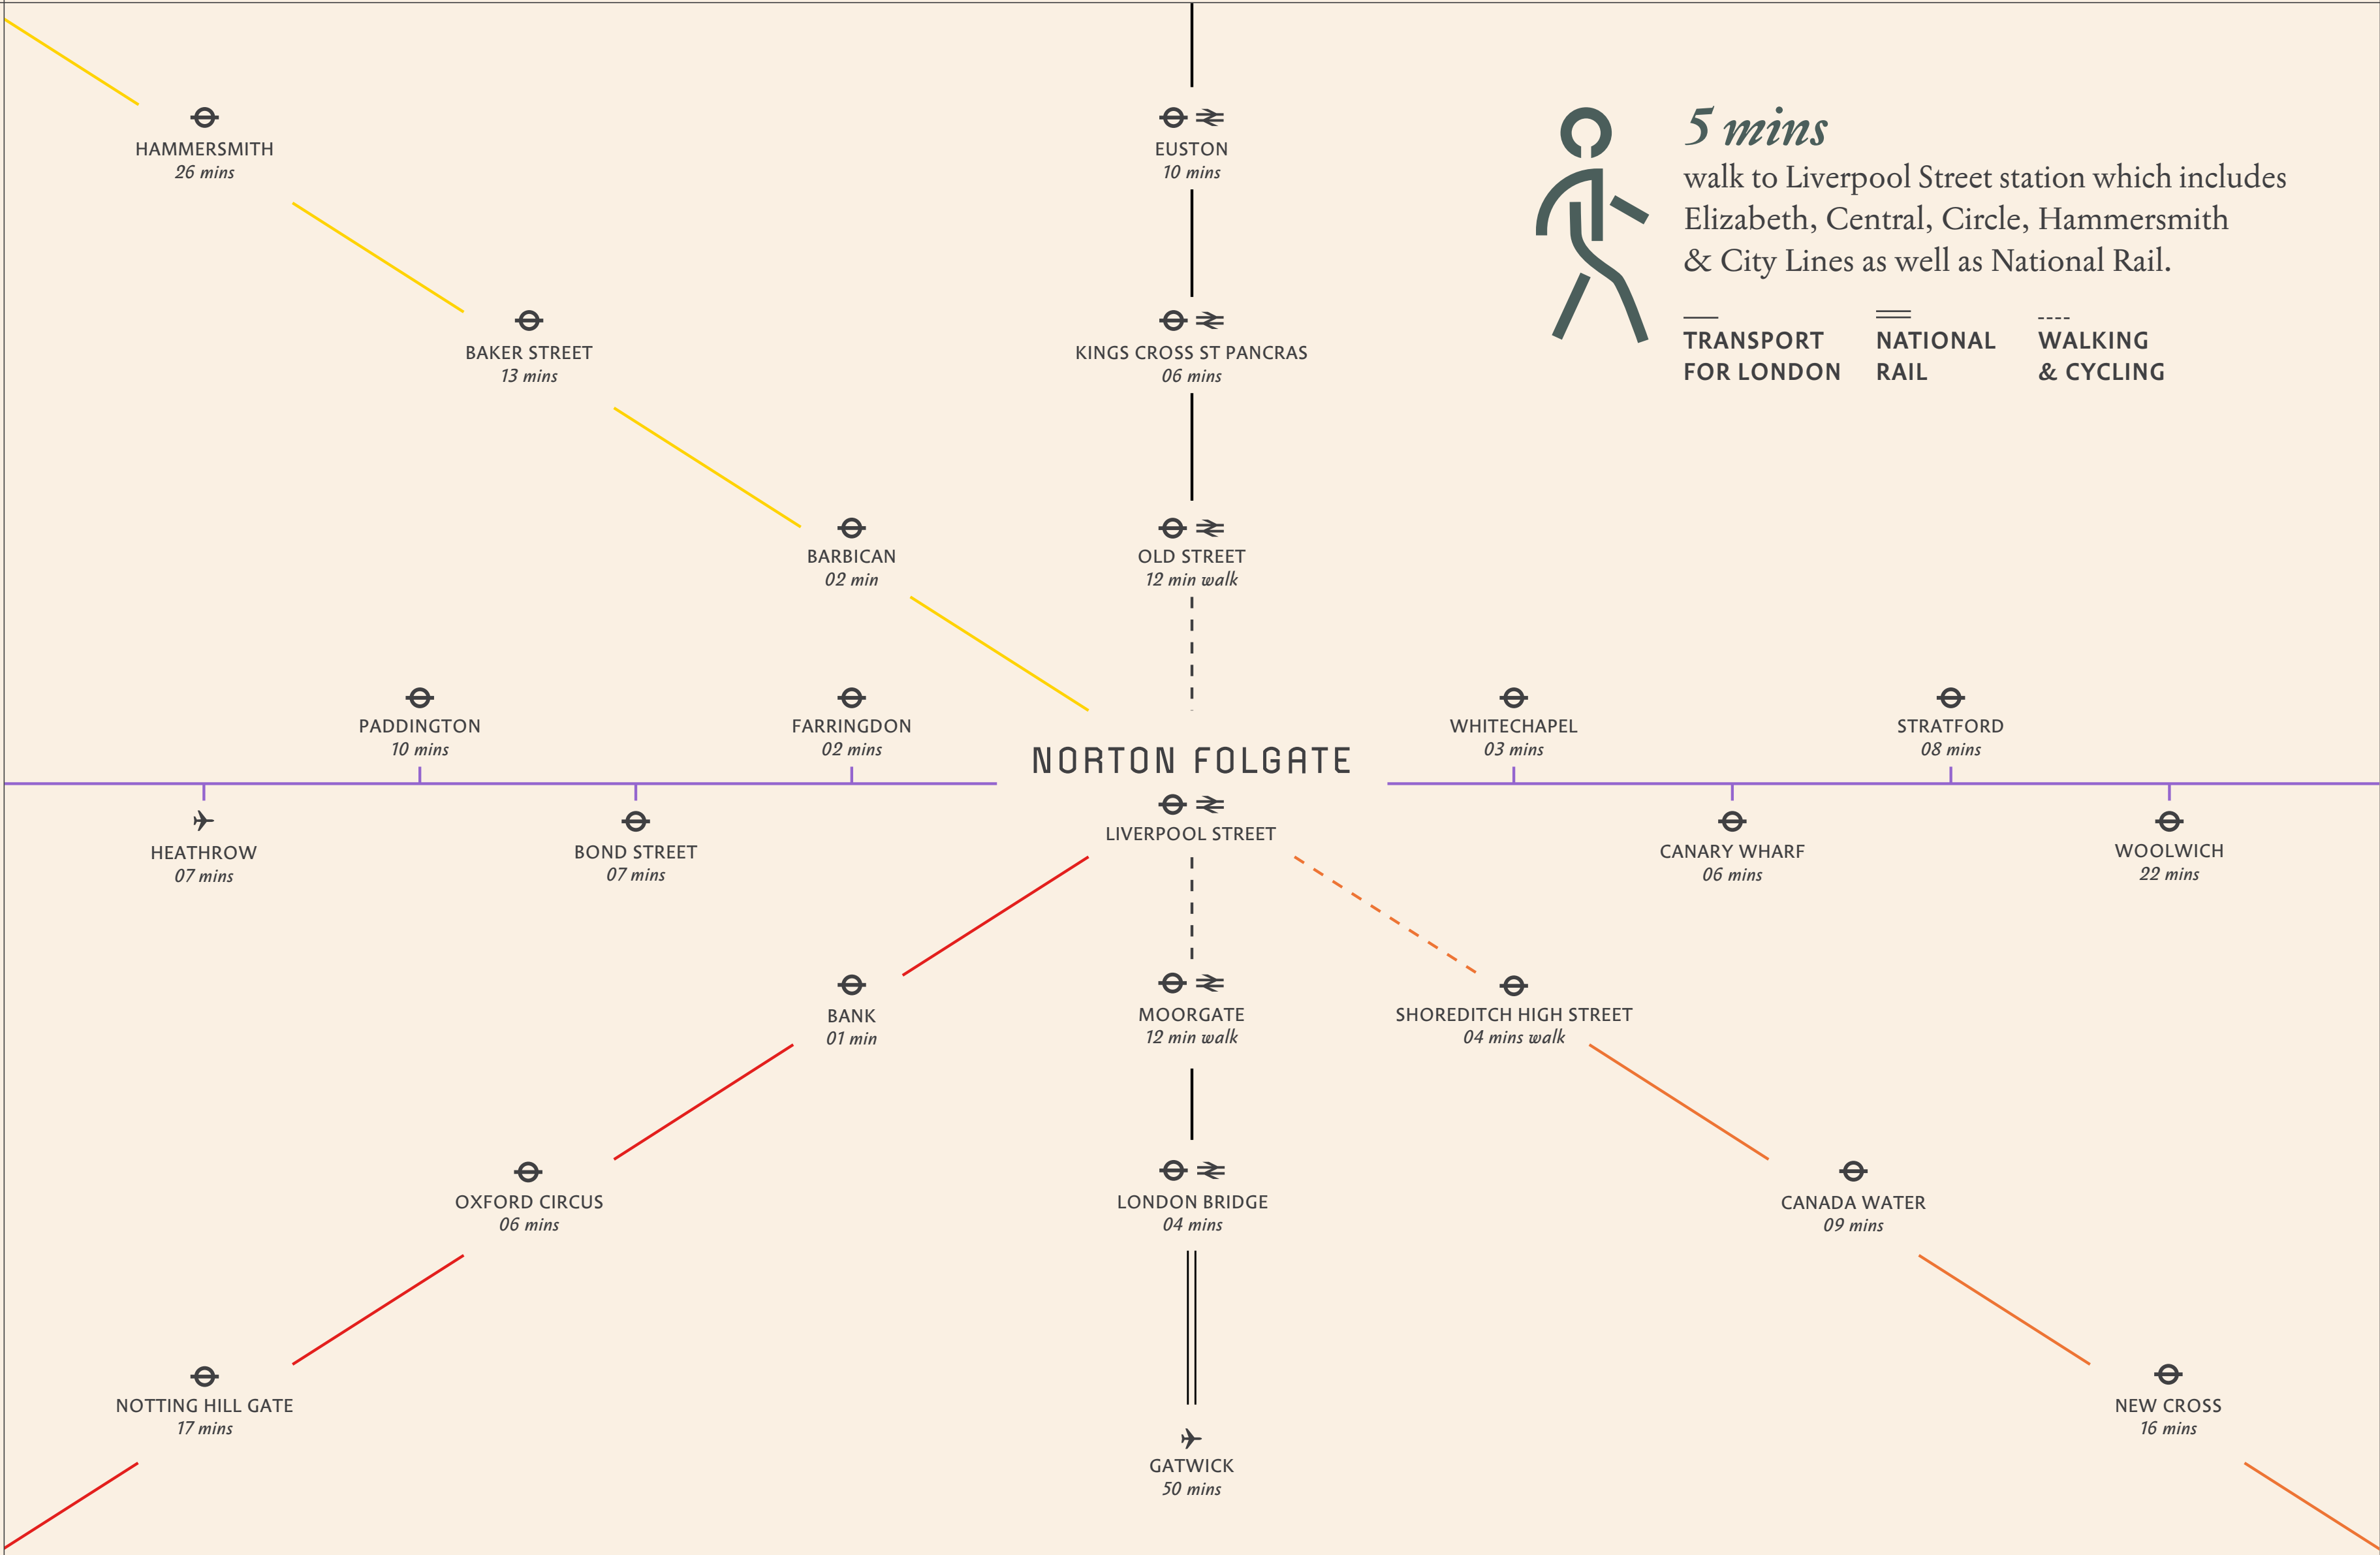 HAMMERSMITH
26 mins
EUSTON
10 mins
5 mins
walk to Liverpool Street station which includes
Elizabeth, Central, Circle, Hammersmith
& City Lines as well as National Rail.
TRANSPORT
FOR LONDON
NATIONAL
RAIL
WALKING
& CYCLING
BAKER STREET
13 mins
KINGS CROSS ST PANCRAS
06 mins
BARBICAN
02 min
OLD STREET
12 min walk
PADDINGTON
10 mins
FARRINGDON
02 mins
NORTON FOLGATE
WHITECHAPEL
03 mins
STRATFORD
08 mins
HEATHROW
07 mins
BOND STREET
07 mins
LIVERPOOL STREET
CANARY WHARF
06 mins
WOOLWICH
22 mins
BANK
01 min
MOORGATE
12 min walk
SHOREDITCH HIGH STREET
04 mins walk
OXFORD CIRCUS
06 mins
LONDON BRIDGE
04 mins
CANADA WATER
09 mins
NOTTING HILL GATE
17 mins
GATWICK
50 mins
NEW CROSS
16 mins